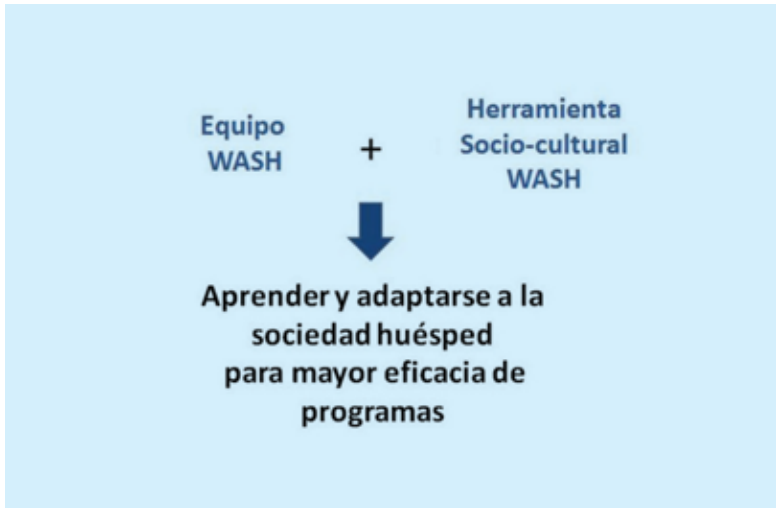 Equipo
WASH
+
Herramienta
Socio-cultural
WASH
Aprender y adaptarse a la
sociedad huésped
para mayor eficacia de
programas